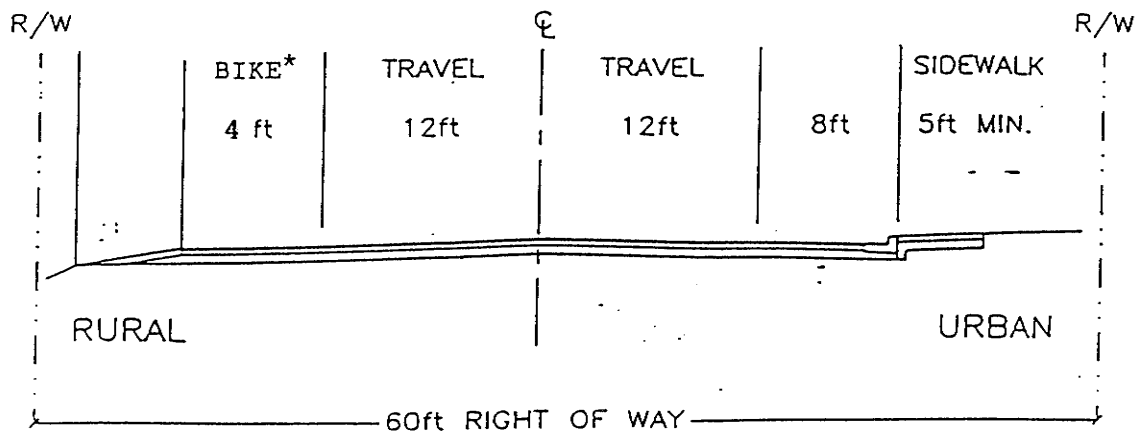 R/W ℄ R/W
BIKE* TRAVEL TRAVEL SIDEWALK
4 ft 12ft 12ft 8ft 5ft MIN.
RURAL URBAN
60ft RIGHT OF WAY